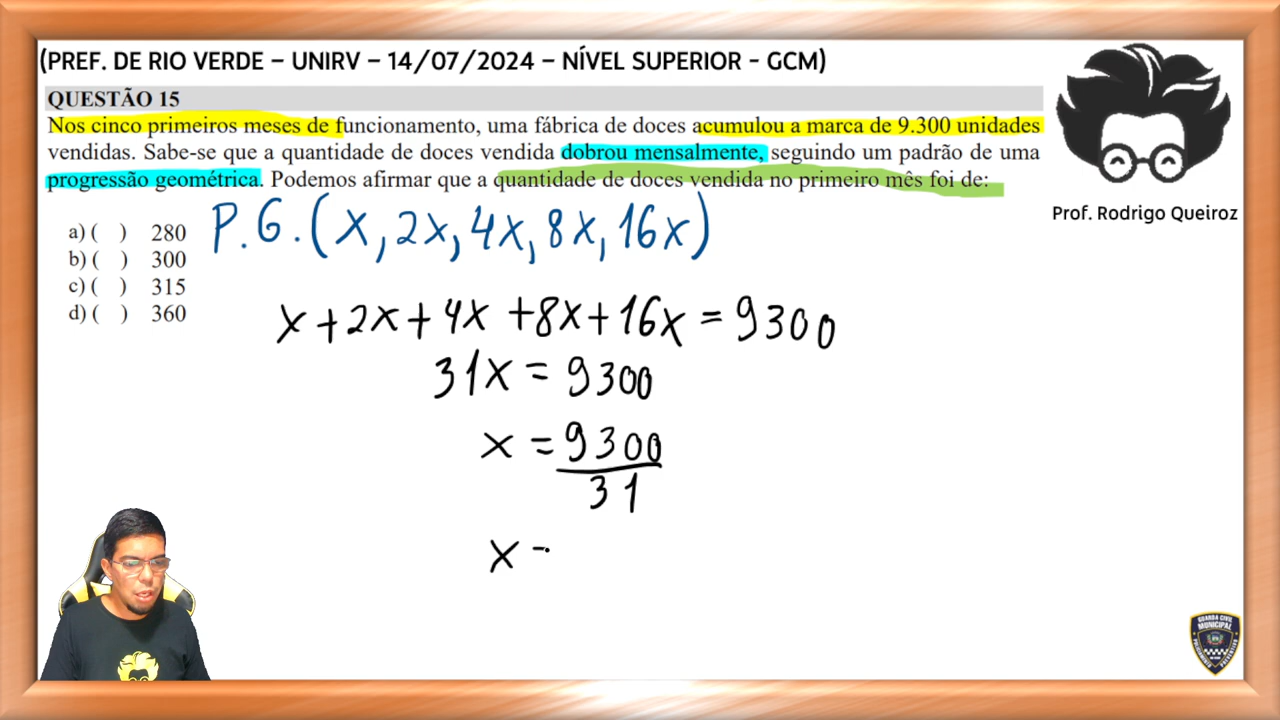 (PREF. DE RIO VERDE – UNIRV – 14/07/2024 – NÍVEL SUPERIOR - GCM)
QUESTÃO 15
Nos cinco primeiros meses de funcionamento, uma fábrica de doces acumulou a marca de 9.300 unidades
vendidas. Sabe-se que a quantidade de doces vendida dobrou mensalmente, seguindo um padrão de uma
progressão geométrica. Podemos afirmar que a quantidade de doces vendida no primeiro mês foi de:
a) ( ) 280
b) ( ) 300
c) ( ) 315
d) ( ) 360
P.G.(x, 2x, 4x, 8x, 16x)
x + 2x + 4x + 8x + 16x = 9300
31x = 9300
x = 9300
31
x -
Prof. Rodrigo Queiroz
GUARDA CIVIL
MUNICIPAL